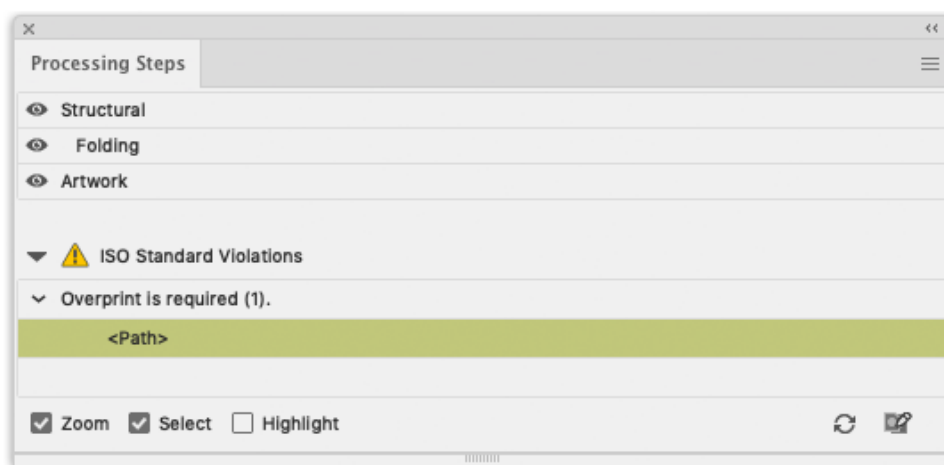 Processing Steps
Structural
Folding
Artwork
ISO Standard Violations
Overprint is required (1).
<Path>
Zoom Select Highlight